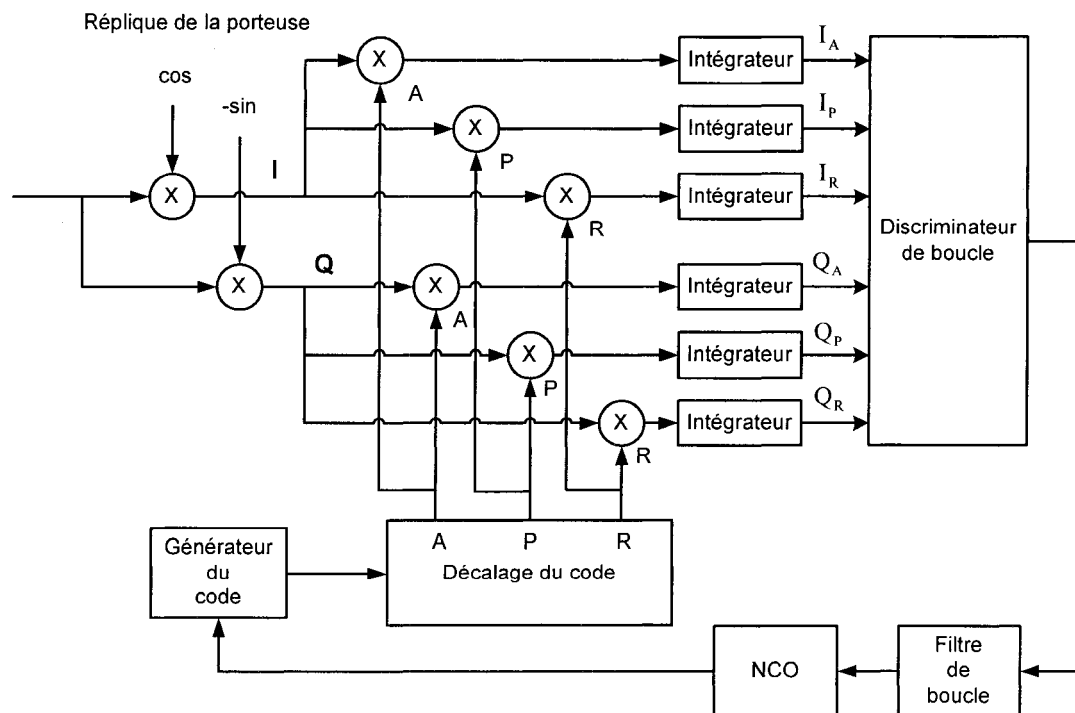 Réplique de la porteuse
cos
-sin
I
Q
X
A
X
P
X
R
X
X
X
A
X
P
X
R
Intégrateur
I_A
Intégrateur
I_P
Intégrateur
I_R
Intégrateur
Q_A
Intégrateur
Q_P
Intégrateur
Q_R
Discriminateur
de boucle
Générateur
du
code
A P R
Décalage du code
NCO
Filtre
de
boucle